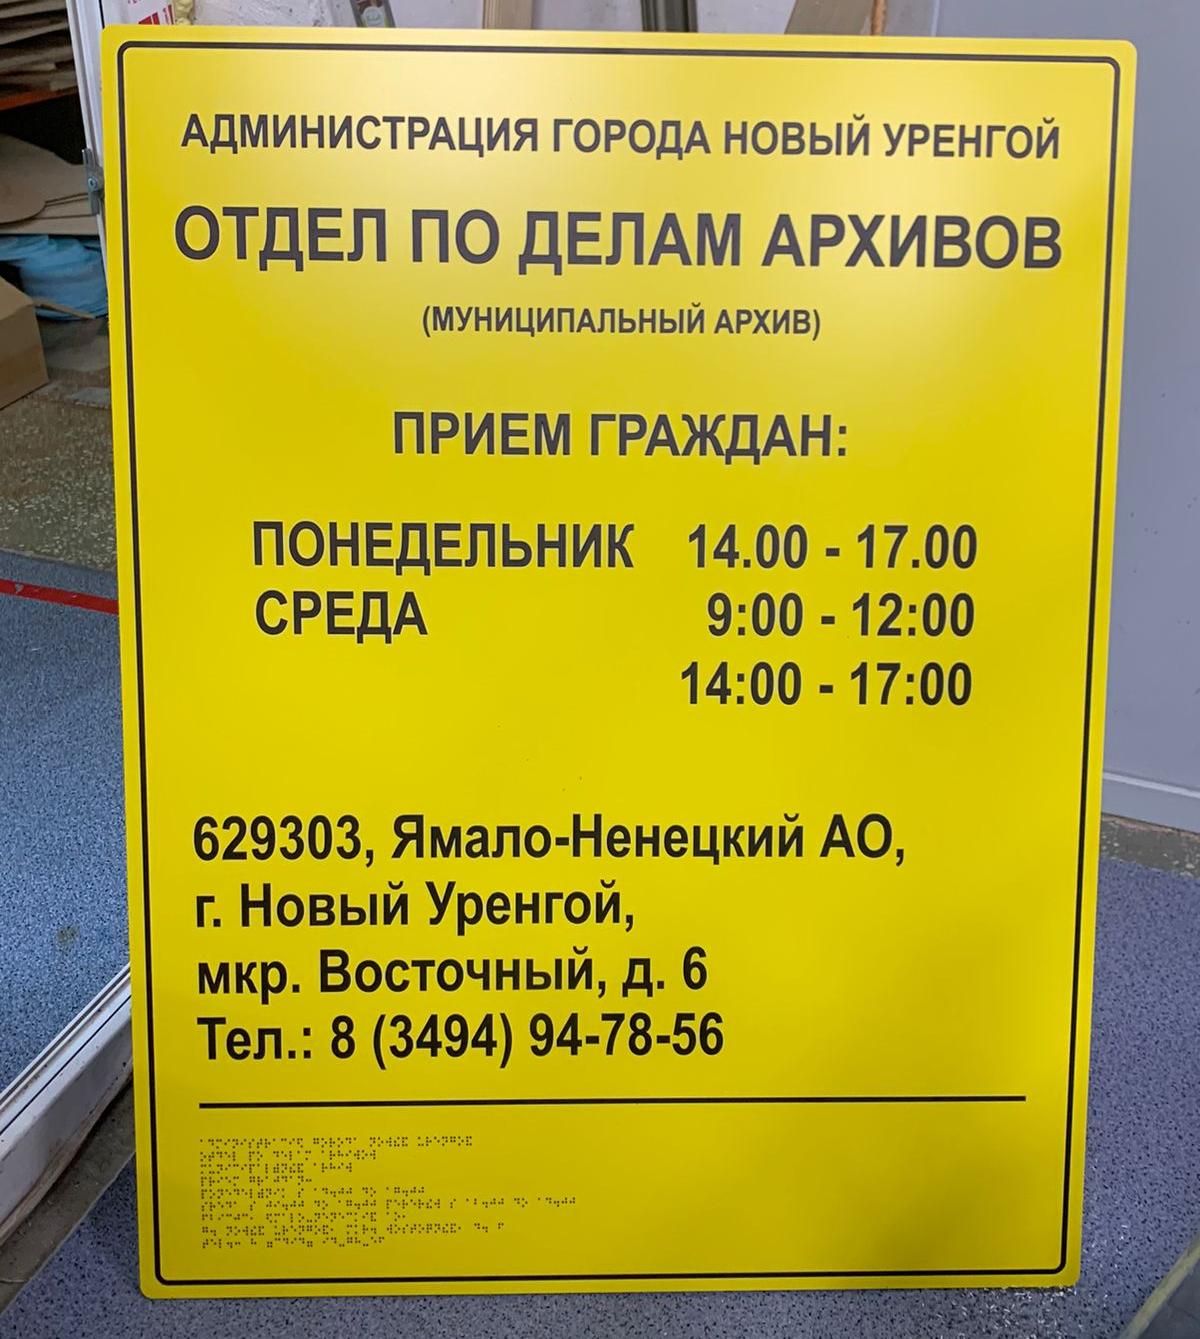 АДМИНИСТРАЦИЯ ГОРОДА НОВЫЙ УРЕНГОЙ
ОТДЕЛ ПО ДЕЛАМ АРХИВОВ
(МУНИЦИПАЛЬНЫЙ АРХИВ)
ПРИЕМ ГРАЖДАН:
ПОНЕДЕЛЬНИК 14.00 - 17.00
СРЕДА 9:00 - 12:00
14:00 - 17:00
629303, Ямало-Ненецкий АО,
г. Новый Уренгой,
мкр. Восточный, д. 6
Тел.: 8 (3494) 94-78-56